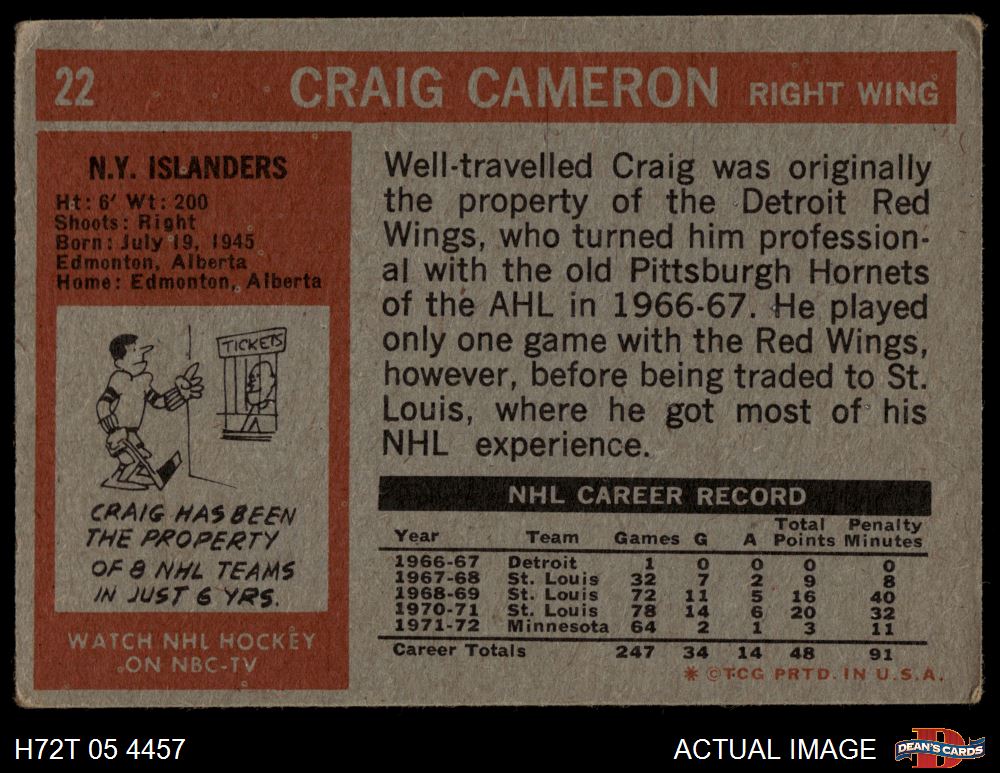 22 CRAIG CAMERON RIGHT WING
N.Y. ISLANDERS
Ht: 6' Wt: 200
Shoots: Right
Born: July 19, 1945
Edmonton, Alberta
Home: Edmonton, Alberta
TICKETS
CRAIG HAS BEEN
THE PROPERTY
OF 8 NHL TEAMS
IN JUST 6 YRS.
WATCH NHL HOCKEY
ON NBC-TV
Well-travelled Craig was originally
the property of the Detroit Red
Wings, who turned him profession-
al with the old Pittsburgh Hornets
of the AHL in 1966-67. He played
only one game with the Red Wings,
however, before being traded to St.
Louis, where he got most of his
NHL experience.
NHL CAREER RECORD
Year Team Games G A Total Points Penalty Minutes
1966-67 Detroit 1 0 0 0 0
1967-68 St. Louis 32 7 2 9 8
1968-69 St. Louis 72 11 5 16 40
1970-71 St. Louis 78 14 6 20 32
1971-72 Minnesota 64 2 1 3 11
Career Totals 247 34 14 48 91
* © T.C.G. PRTD. IN U.S.A.
H72T 05 4457
ACTUAL IMAGE
D
DEAN'S CARDS